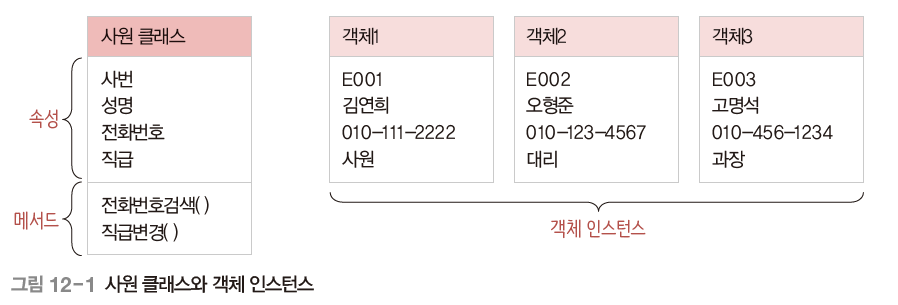 사원 클래스
속성
사번
성명
전화번호
직급
메서드
전화번호검색( )
직급변경( )
객체1
E001
김연희
010-111-2222
사원
객체2
E002
오형준
010-123-4567
대리
객체3
E003
고명석
010-456-1234
과장
객체 인스턴스
그림 12-1 사원 클래스와 객체 인스턴스